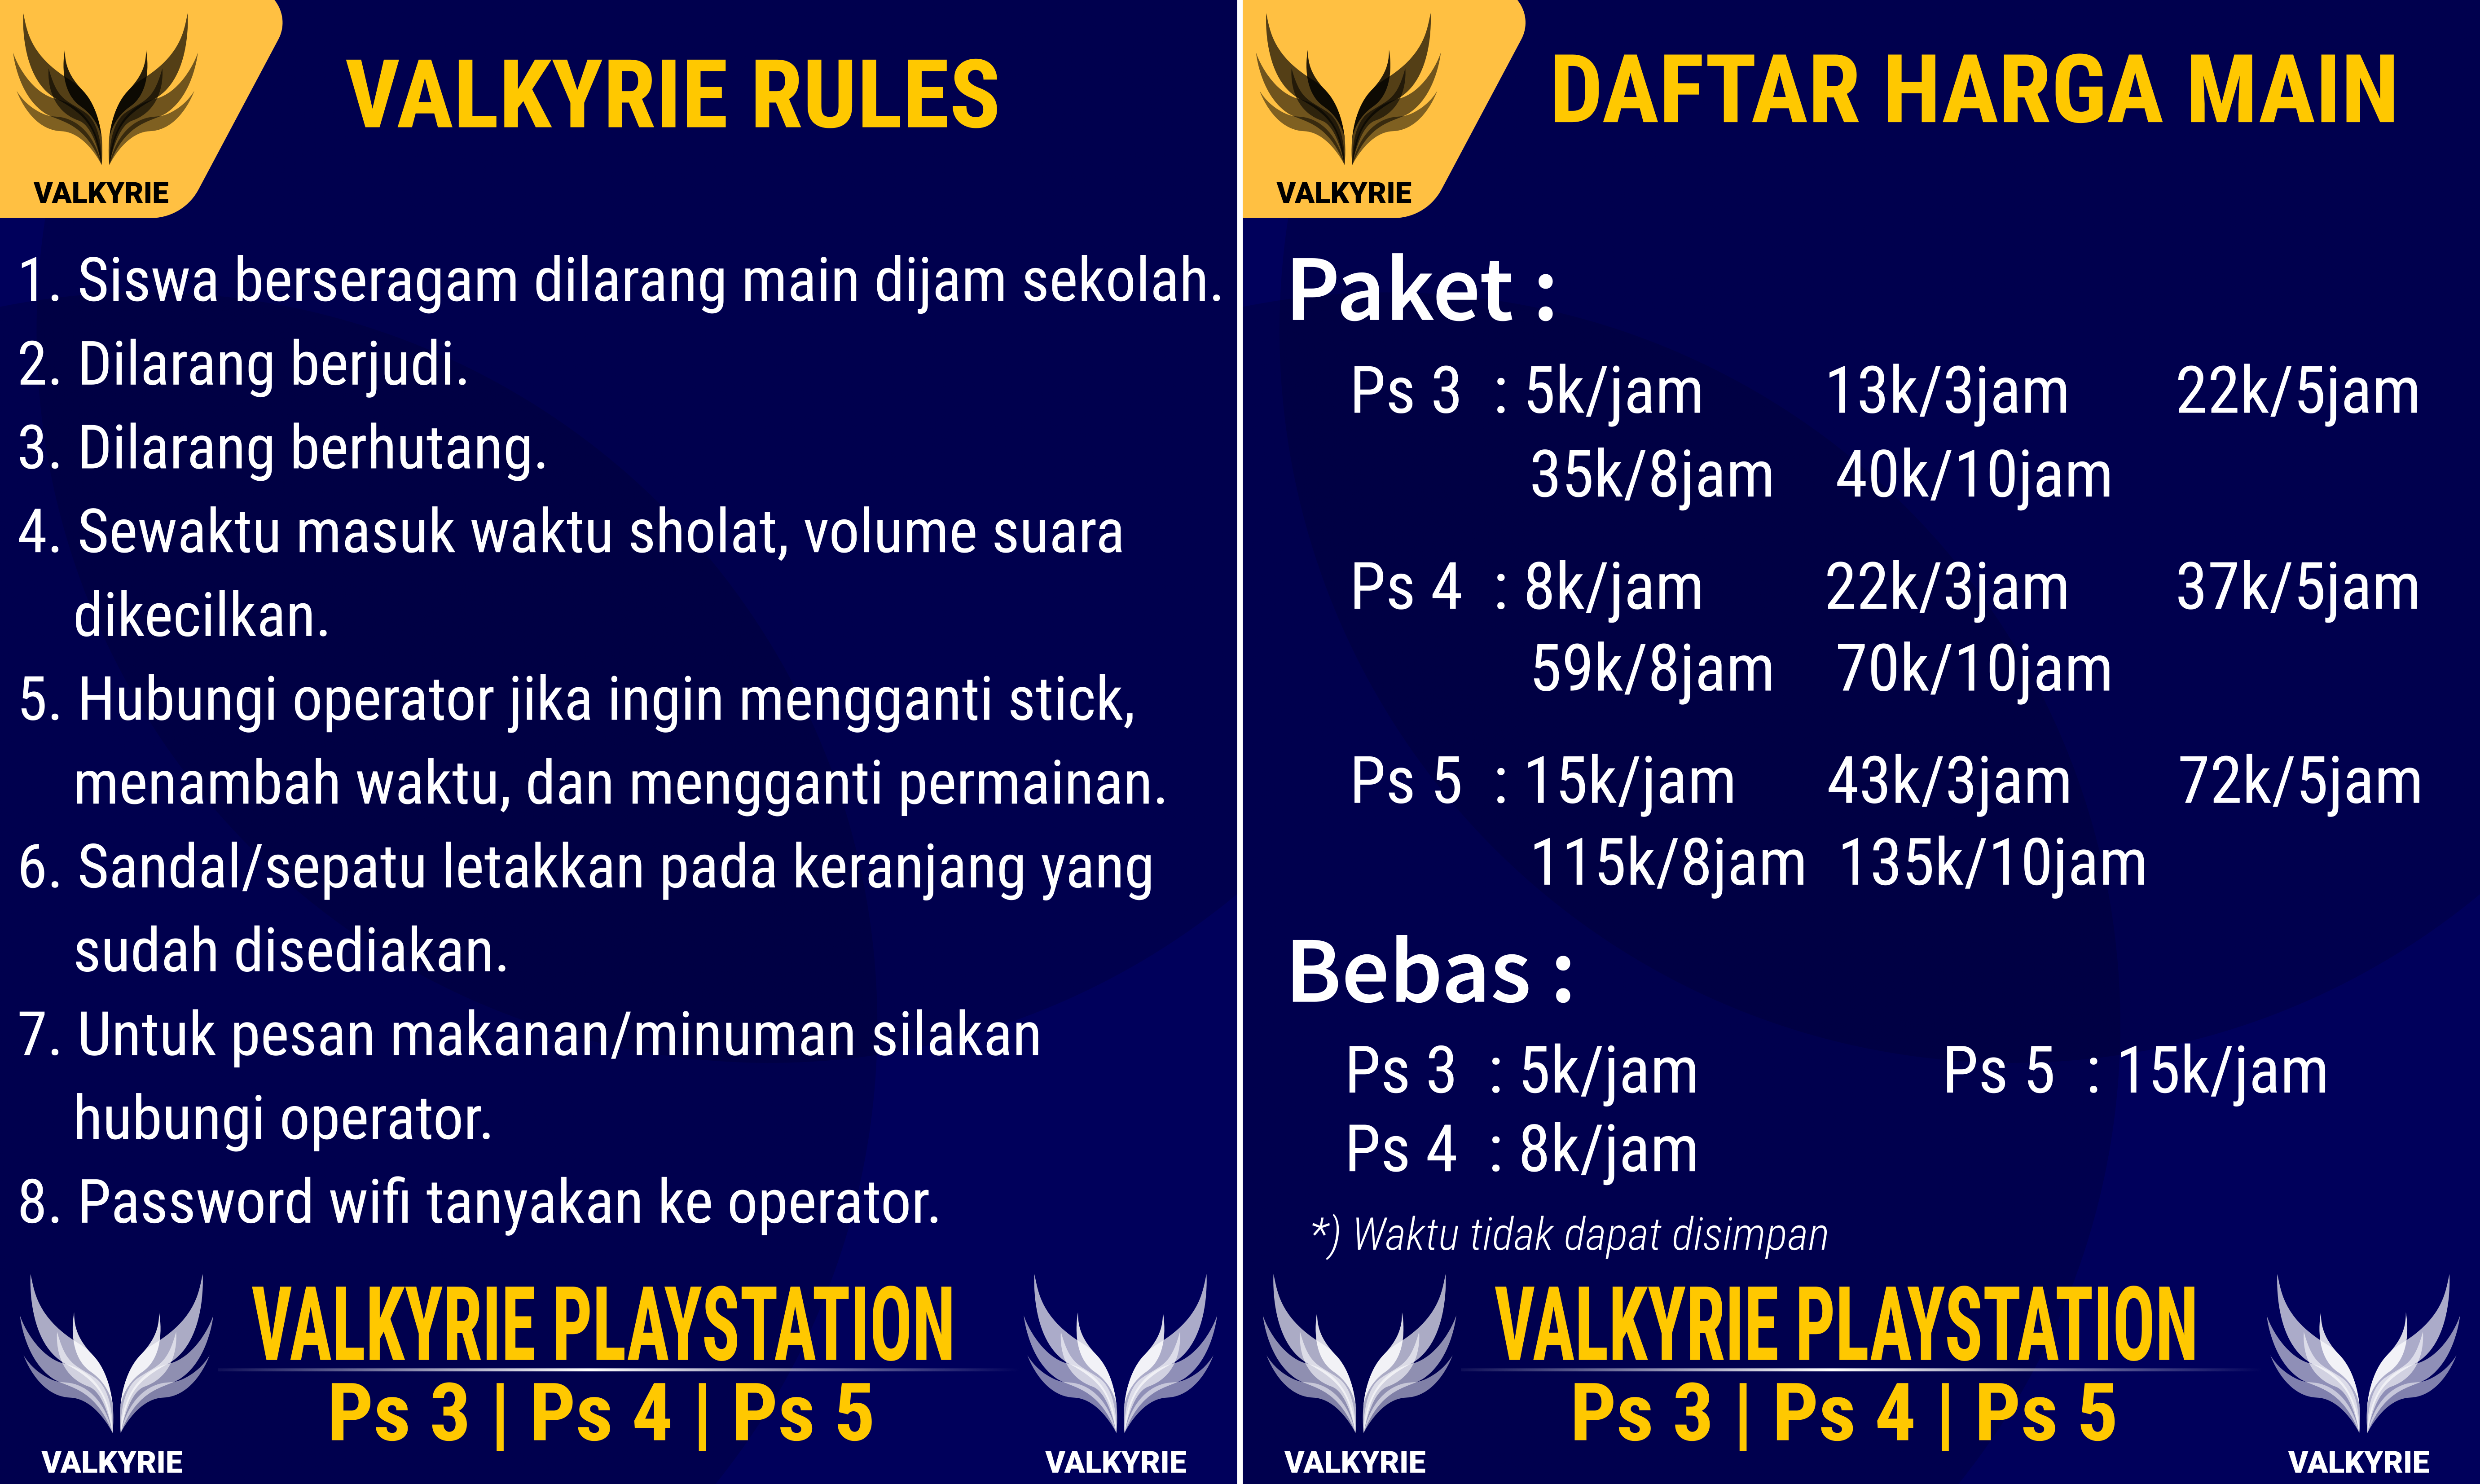 VALKYRIE
VALKYRIE RULES
1. Siswa berseragam dilarang main dijam sekolah.
2. Dilarang berjudi.
3. Dilarang berhutang.
4. Sewaktu masuk waktu sholat, volume suara
dikecilkan.
5. Hubungi operator jika ingin mengganti stick,
menambah waktu, dan mengganti permainan.
6. Sandal/sepatu letakkan pada keranjang yang
sudah disediakan.
7. Untuk pesan makanan/minuman silakan
hubungi operator.
8. Password wifi tanyakan ke operator.
VALKYRIE
VALKYRIE PLAYSTATION
Ps 3 | Ps 4 | Ps 5
VALKYRIE
VALKYRIE
DAFTAR HARGA MAIN
Paket :
Ps 3 : 5k/jam 13k/3jam 22k/5jam
35k/8jam 40k/10jam
Ps 4 : 8k/jam 22k/3jam 37k/5jam
59k/8jam 70k/10jam
Ps 5 : 15k/jam 43k/3jam 72k/5jam
115k/8jam 135k/10jam
Bebas :
Ps 3 : 5k/jam Ps 5 : 15k/jam
Ps 4 : 8k/jam
*) Waktu tidak dapat disimpan
VALKYRIE
VALKYRIE PLAYSTATION
Ps 3 | Ps 4 | Ps 5
VALKYRIE